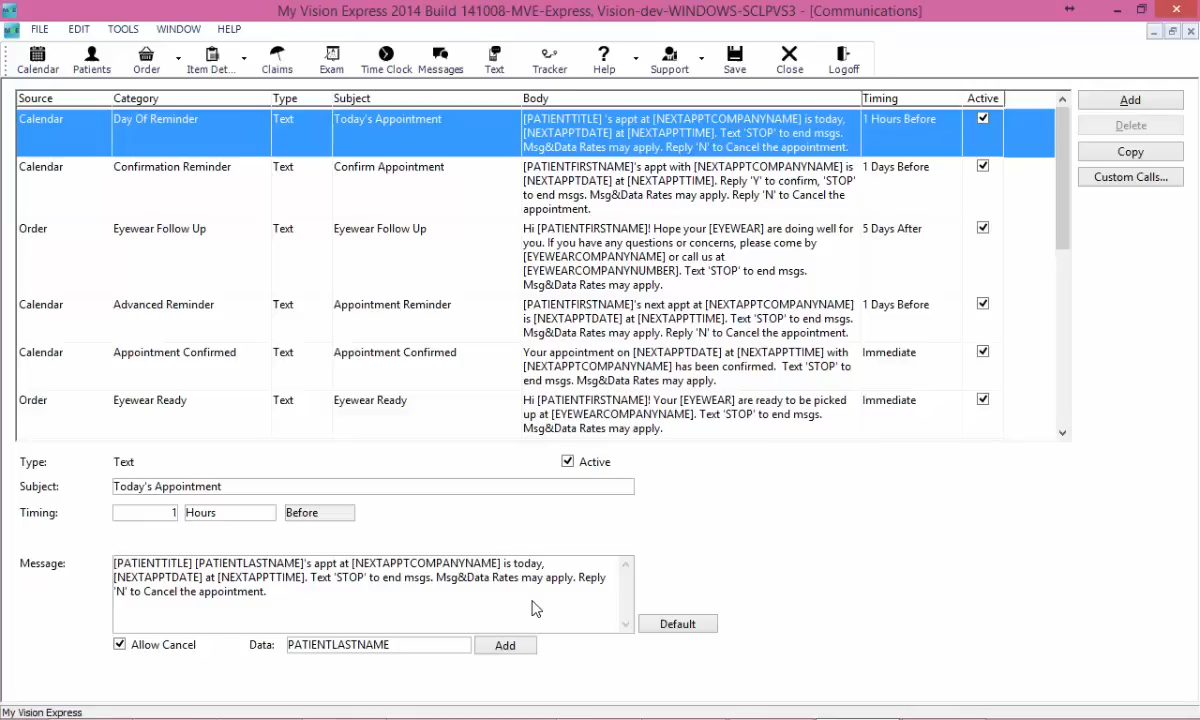 My Vision Express 2014 Build 141008-MVE-Express, Vision-dev-WINDOWS-SCLPVS3 - [Communications]
FILE EDIT TOOLS WINDOW HELP
Calendar Patients Order Item Det... Claims Exam Time Clock Messages Text Tracker Help Support Save Close Logoff
Source Category Type Subject Body Timing Active
Calendar Day Of Reminder Text Today's Appointment [PATIENTTITLE] 's appt at [NEXTAPPTCOMPANYNAME] is today, 1 Hours Before
[NEXTAPPTDATE] at [NEXTAPPTTIME]. Text 'STOP' to end msgs.
Msg&Data Rates may apply. Reply 'N' to Cancel the appointment.
Calendar Confirmation Reminder Text Confirm Appointment [PATIENTFIRSTNAME]'s appt with [NEXTAPPTCOMPANYNAME] is 1 Days Before
[NEXTAPPTDATE] at [NEXTAPPTTIME]. Reply 'Y' to confirm, 'STOP'
to end msgs. Msg&Data Rates may apply. Reply 'N' to Cancel the
appointment.
Order Eyewear Follow Up Text Eyewear Follow Up Hi [PATIENTFIRSTNAME]! Hope your [EYEWEAR] are doing well for 5 Days After
you. If you have any questions or concerns, please come by
[EYEWEARCOMPANYNAME] or call us at
[EYEWEARCOMPANYNUMBER]. Text 'STOP' to end msgs.
Msg&Data Rates may apply.
Calendar Advanced Reminder Text Appointment Reminder [PATIENTFIRSTNAME]'s next appt at [NEXTAPPTCOMPANYNAME] 1 Days Before
is [NEXTAPPTDATE] at [NEXTAPPTTIME]. Text 'STOP' to end msgs.
Msg&Data Rates may apply. Reply 'N' to Cancel the appointment.
Calendar Appointment Confirmed Text Appointment Confirmed Your appointment on [NEXTAPPTDATE] at [NEXTAPPTTIME] with Immediate
[NEXTAPPTCOMPANYNAME] has been confirmed. Text 'STOP' to
end msgs. Msg&Data Rates may apply.
Order Eyewear Ready Text Eyewear Ready Hi [PATIENTFIRSTNAME]! Your [EYEWEAR] are ready to be picked Immediate
up at [EYEWEARCOMPANYNAME]. Text 'STOP' to end msgs.
Msg&Data Rates may apply.
Add
Delete
Copy
Custom Calls...
Type: Text Active
Subject: Today's Appointment
Timing: 1 Hours Before
Message: [PATIENTTITLE] [PATIENTLASTNAME]'s appt at [NEXTAPPTCOMPANYNAME] is today,
[NEXTAPPTDATE] at [NEXTAPPTTIME]. Text 'STOP' to end msgs. Msg&Data Rates may apply. Reply
'N' to Cancel the appointment.
Default
Allow Cancel Data: PATIENTLASTNAME Add
My Vision Express